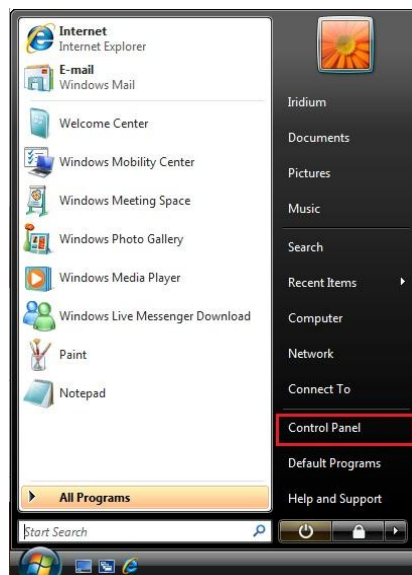 Internet
Internet Explorer
E-mail
Windows Mail
Welcome Center
Windows Mobility Center
Windows Meeting Space
Windows Photo Gallery
Windows Media Player
Windows Live Messenger Download
Paint
Notepad
All Programs
Start Search
Iridium
Documents
Pictures
Music
Search
Recent Items
Computer
Network
Connect To
Control Panel
Default Programs
Help and Support